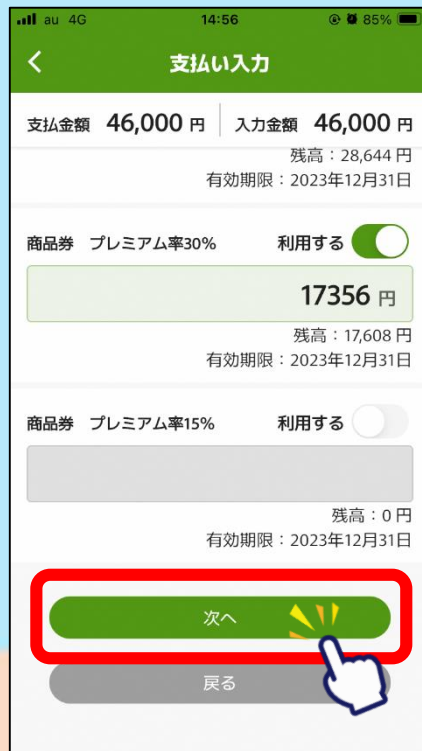 au 4G 14:56 85%
支払い入力
支払金額 46,000 円 入力金額 46,000 円
残高：28,644 円
有効期限：2023年12月31日
商品券 プレミアム率30% 利用する
17356 円
残高：17,608 円
有効期限：2023年12月31日
商品券 プレミアム率15% 利用する
残高：0 円
有効期限：2023年12月31日
次へ
戻る